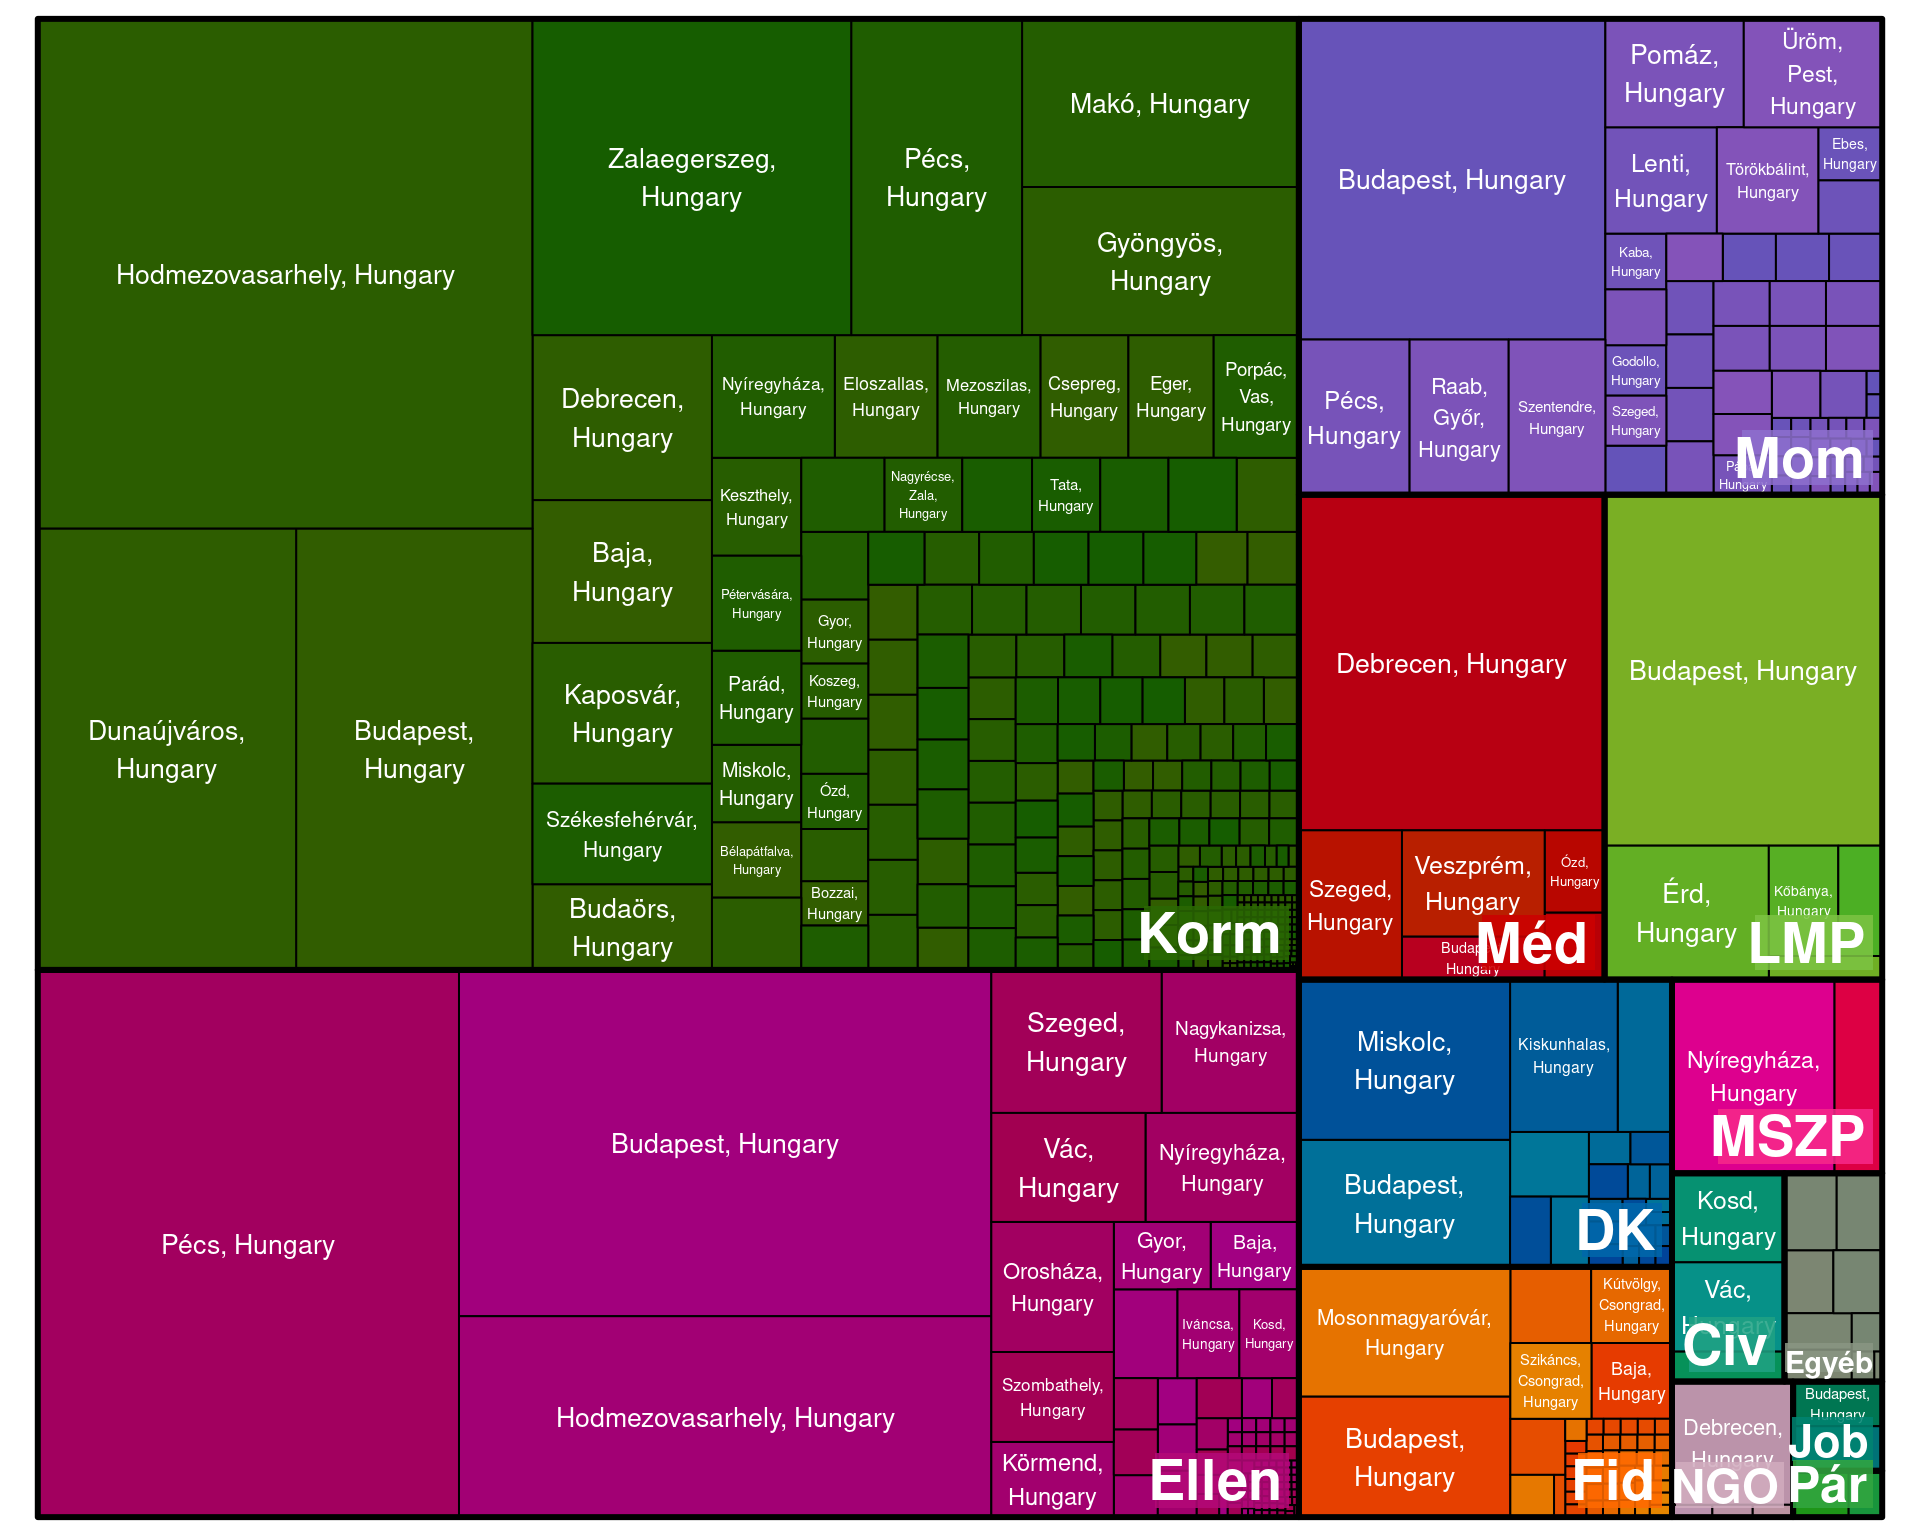 Hodmezovasarhely, Hungary
Zalaegerszeg,
Hungary
Pécs,
Hungary
Makó, Hungary
Gyöngyös,
Hungary
Dunaújváros,
Hungary
Budapest,
Hungary
Debrecen,
Hungary
Baja,
Hungary
Kaposvár,
Hungary
Székesfehérvár,
Hungary
Budaörs,
Hungary
Nyíregyháza,
Hungary
Eloszallas,
Hungary
Mezoszilas,
Hungary
Csepreg,
Hungary
Eger,
Hungary
Porpác,
Vas,
Hungary
Keszthely,
Hungary
Nagyrécse,
Zala,
Hungary
Tata,
Hungary
Pétervására,
Hungary
Gyor,
Hungary
Parád,
Hungary
Koszeg,
Hungary
Miskolc,
Hungary
Ózd,
Hungary
Bélapátfalva,
Hungary
Bozzai,
Hungary
Korm
Budapest, Hungary
Pomáz,
Hungary
Üröm,
Pest,
Hungary
Lenti,
Hungary
Törökbálint,
Hungary
Ebes,
Hungary
Kaba,
Hungary
Godollo,
Hungary
Szeged,
Hungary
Pécs,
Hungary
Raab,
Győr,
Hungary
Szentendre,
Hungary
Hungary
Mom
Debrecen, Hungary
Szeged,
Hungary
Veszprém,
Hungary
Ózd,
Hungary
Budapest,
Hungary
Méd
Budapest, Hungary
Érd,
Hungary
Kőbánya,
Hungary
LMP
Pécs, Hungary
Budapest, Hungary
Hodmezovasarhely, Hungary
Szeged,
Hungary
Nagykanizsa,
Hungary
Vác,
Hungary
Nyíregyháza,
Hungary
Orosháza,
Hungary
Gyor,
Hungary
Baja,
Hungary
Iváncsa,
Hungary
Kosd,
Hungary
Szombathely,
Hungary
Körmend,
Hungary
Ellen
Miskolc,
Hungary
Kiskunhalas,
Hungary
Budapest,
Hungary
DK
Nyíregyháza,
Hungary
MSZP
Kosd,
Hungary
Vác,
Hungary
Civ
Egyéb
Mosonmagyaróvár,
Hungary
Kútvölgy,
Csongrad,
Hungary
Szikáncs,
Csongrad,
Hungary
Baja,
Hungary
Budapest,
Hungary
Fid
Debrecen,
Hungary
NGO
Budapest,
Hungary
Job
Pár